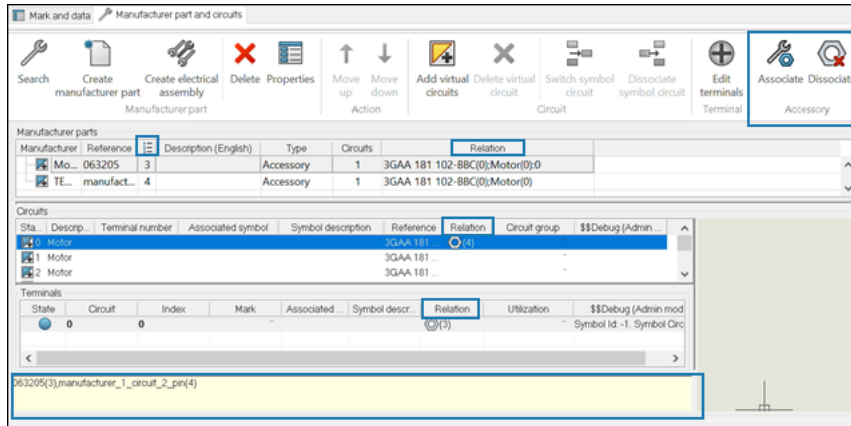 Mark and data Manufacturer part and circuits
Search Create manufacturer part Create electrical assembly Delete Properties Move up Move down Add virtual circuits Delete virtual circuit Switch symbol circuit Dissociate symbol circuit Edit terminals Associate Dissociat
Manufacturer part Action Circuit Terminal Accessory
Manufacturer parts
Manufacturer Reference Description (English) Type Circuits Relation
Mo... 063205 3 Accessory 1 3GAA 181 102-BBC(0);Motor(0):0
TE... manufact... 4 Accessory 1 3GAA 181 102-BBC(0);Motor(0)
Circuits
Sta... Descrip... Terminal number Associated symbol Symbol description Reference Relation Circuit group $$Debug (Admin ...
0 Motor 3GAA 181 ... (4)
1 Motor 3GAA 181 ...
2 Motor 3GAA 181 ...
Terminals
State Circuit Index Mark Associated ... Symbol descr... Relation Utilization $$Debug (Admin mod
0 0 (3) Symbol Id: -1. Symbol Circ
063205(3),manufacturer_1_circuit_2_pin(4)